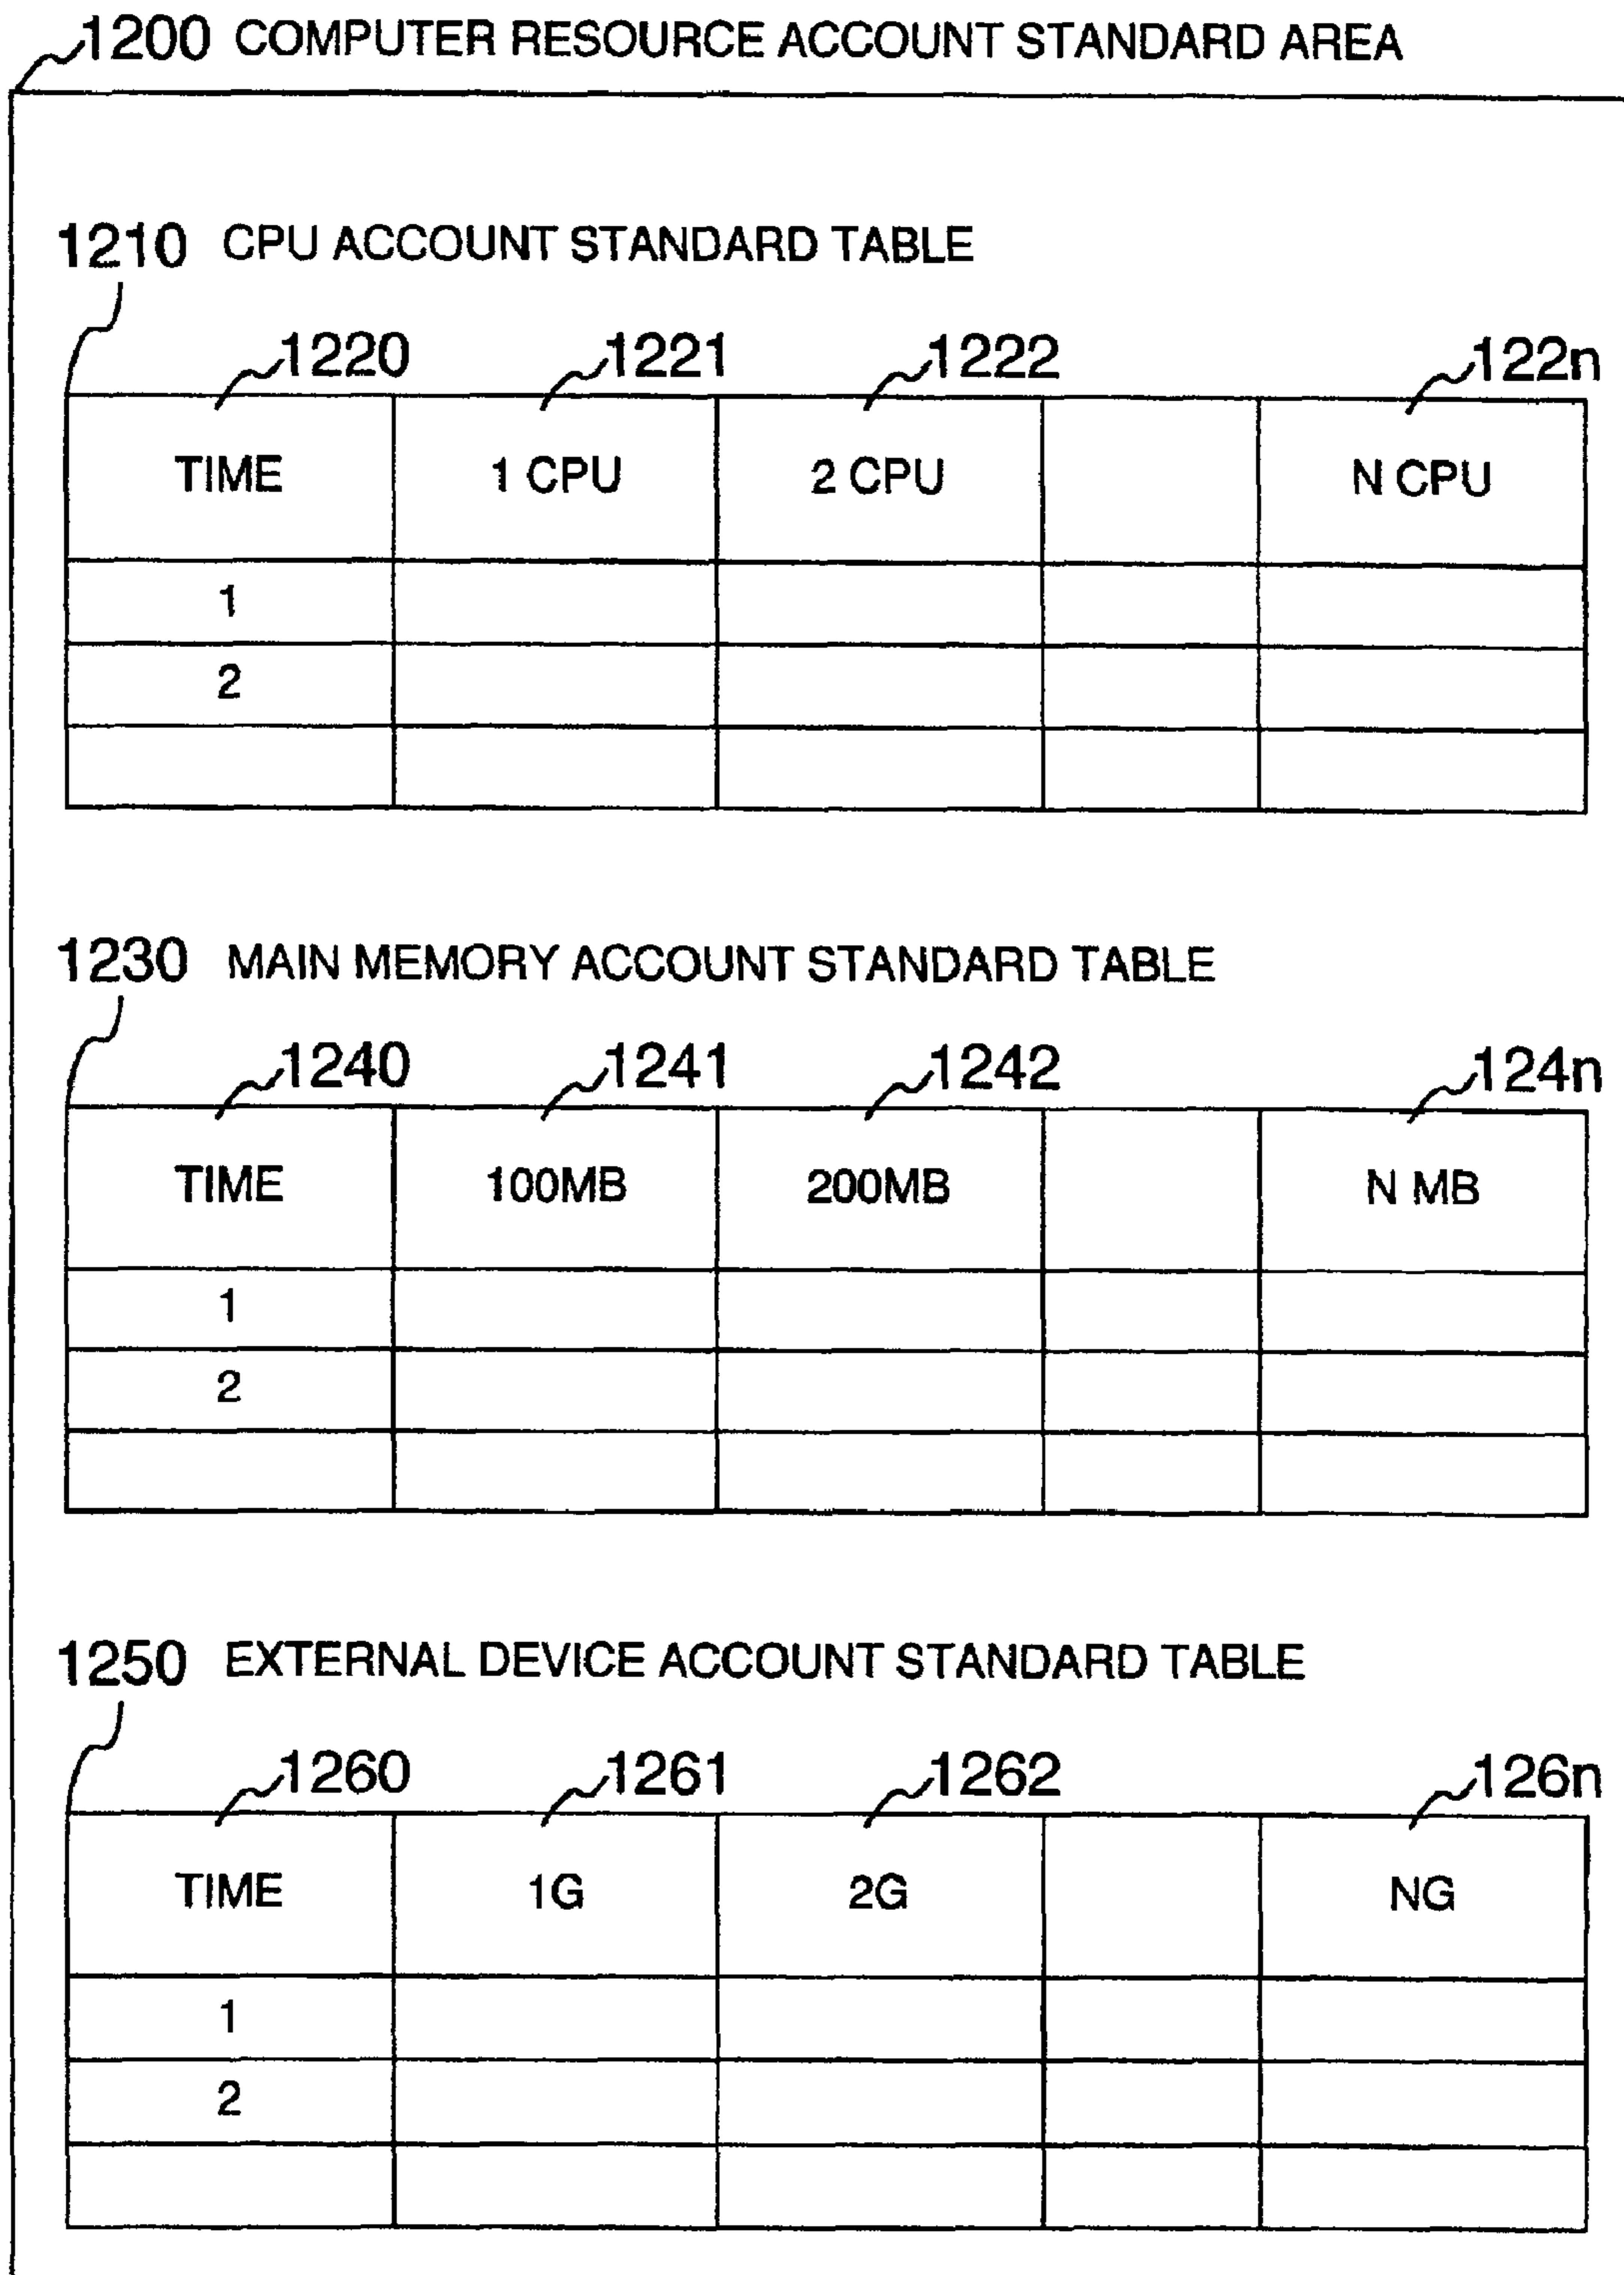 1200 COMPUTER RESOURCE ACCOUNT STANDARD AREA
1210 CPU ACCOUNT STANDARD TABLE
1220 1221 1222 122n
TIME 1 CPU 2 CPU N CPU
1
2
1230 MAIN MEMORY ACCOUNT STANDARD TABLE
1240 1241 1242 124n
TIME 100MB 200MB N MB
1
2
1250 EXTERNAL DEVICE ACCOUNT STANDARD TABLE
1260 1261 1262 126n
TIME 1G 2G NG
1
2